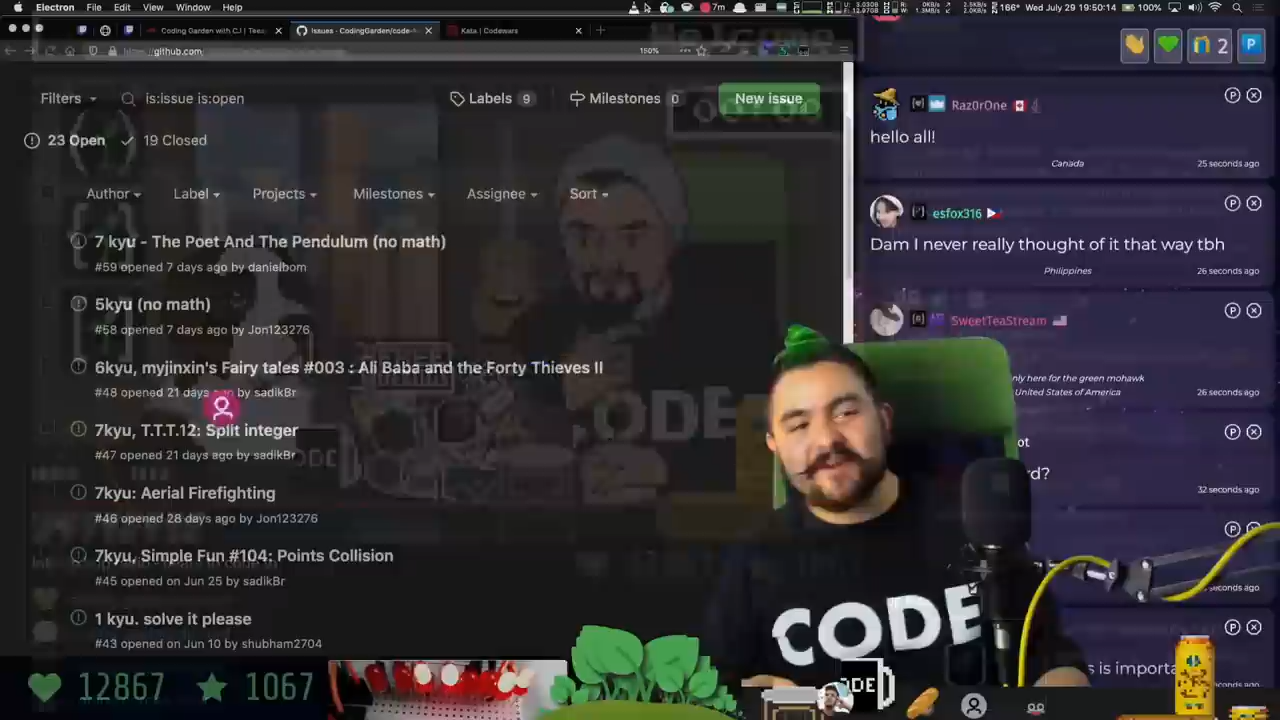 Electron File Edit View Window Help
7m
166° Wed July 29 19:50:14
100%
Coding Garden with CJ | Tee
Issues · CodingGarden/code-
Kata | Codewars
https://github.com
150%
Filters
is:issue is:open
Labels 9
Milestones 0
New issue
23 Open
19 Closed
Author
Label
Projects
Milestones
Assignee
Sort
7 kyu - The Poet And The Pendulum (no math)
#59 opened 7 days ago by danielbom
5kyu (no math)
#58 opened 7 days ago by Jon123276
6kyu, myjinxin's Fairy tales #003 : Ali Baba and the Forty Thieves II
#48 opened 21 days ago by sadikBr
7kyu, T.T.T.12: Split integer
#47 opened 21 days ago by sadikBr
7kyu: Aerial Firefighting
#46 opened 28 days ago by Jon123276
7kyu, Simple Fun #104: Points Collision
#45 opened on Jun 25 by sadikBr
1 kyu. solve it please
#43 opened on Jun 10 by shubham2704
12867
1067
2
P
Raz0rOne
hello all!
Canada
25 seconds ago
esfox316
Dam I never really thought of it that way tbh
Philippines
26 seconds ago
SweetTeaStream
only here for the green mohawk
United States of America
26 seconds ago
32 seconds ago
CODE
CODE